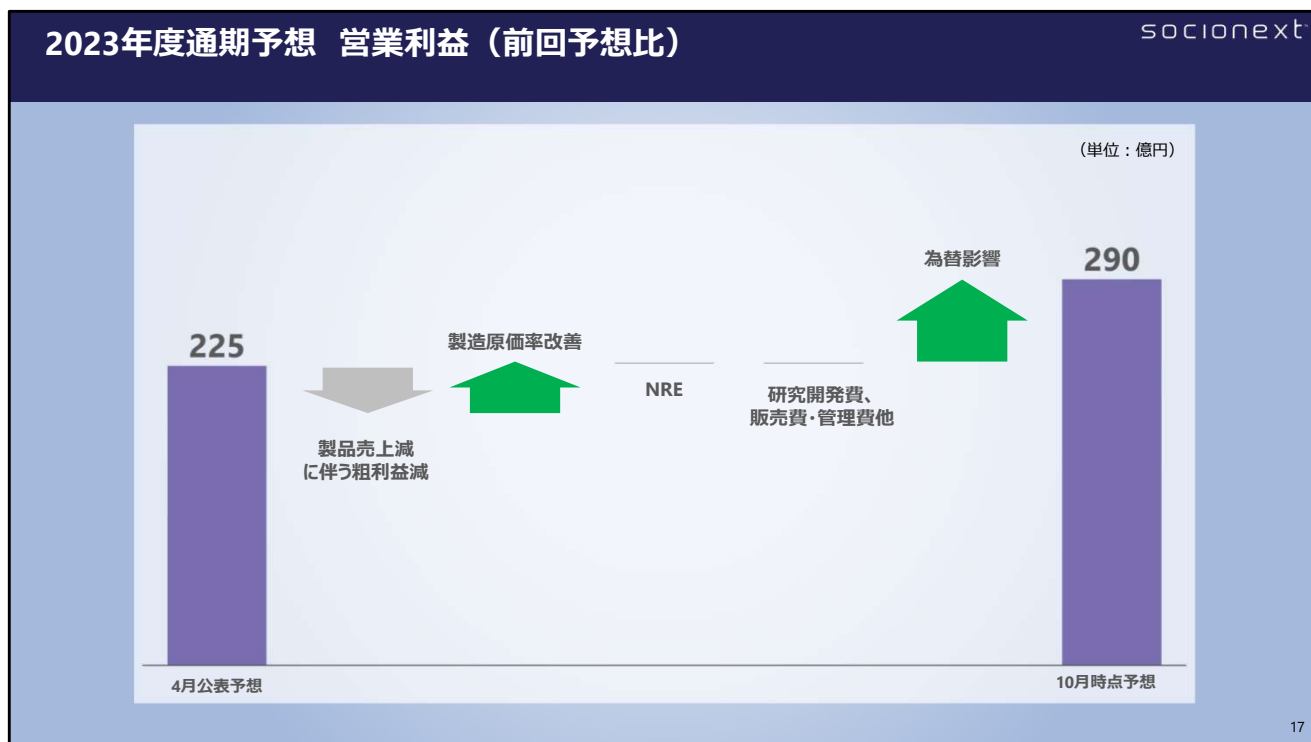 2023年度通期予想 営業利益（前回予想比）
socionext
（単位：億円）
225
製品売上減
に伴う粗利益減
製造原価率改善
NRE
研究開発費、
販売費・管理費他
為替影響
290
4月公表予想
10月時点予想
17